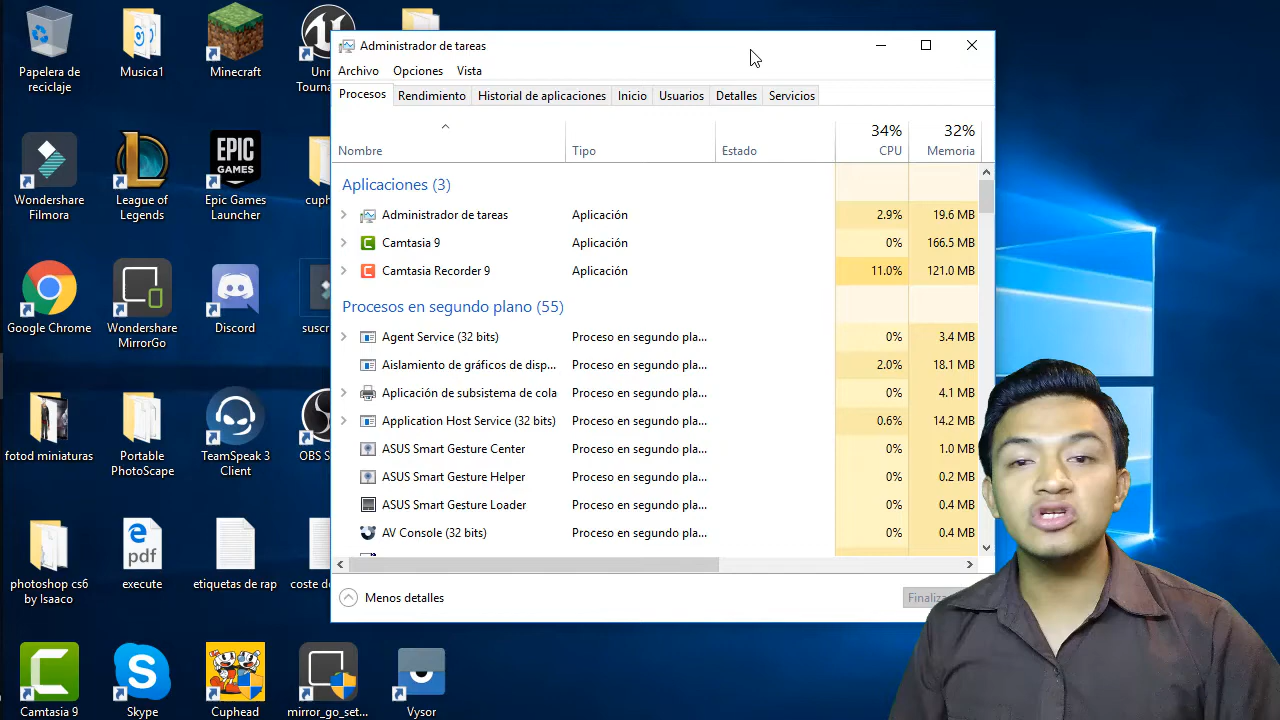 Papelera de
reciclaje
Musica1
Minecraft
Unr
Tourna
Wondershare
Filmora
League of
Legends
Epic Games
Launcher
EPIC
GAMES
cuph
Google Chrome
Wondershare
MirrorGo
Discord
suscr
fotod miniaturas
Portable
PhotoScape
TeamSpeak 3
Client
OBS S
photoshop cs6
by Isaaco
pdf
execute
etiquetas de rap
coste de
Camtasia 9
Skype
Cuphead
mirror_go_set...
Vysor
Administrador de tareas
Archivo Opciones Vista
Procesos Rendimiento Historial de aplicaciones Inicio Usuarios Detalles Servicios
34% 32%
Nombre Tipo Estado CPU Memoria
Aplicaciones (3)
Administrador de tareas Aplicación 2.9% 19.6 MB
Camtasia 9 Aplicación 0% 166.5 MB
Camtasia Recorder 9 Aplicación 11.0% 121.0 MB
Procesos en segundo plano (55)
Agent Service (32 bits) Proceso en segundo pla... 0% 3.4 MB
Aislamiento de gráficos de disp... Proceso en segundo pla... 2.0% 18.1 MB
Aplicación de subsistema de cola Proceso en segundo pla... 0% 4.1 MB
Application Host Service (32 bits) Proceso en segundo pla... 0.6% 14.2 MB
ASUS Smart Gesture Center Proceso en segundo pla... 0% 1.0 MB
ASUS Smart Gesture Helper Proceso en segundo pla... 0% 0.2 MB
ASUS Smart Gesture Loader Proceso en segundo pla... 0% 0.4 MB
AV Console (32 bits) Proceso en segundo pla... 0% 0.4 MB
Menos detalles
Finaliza